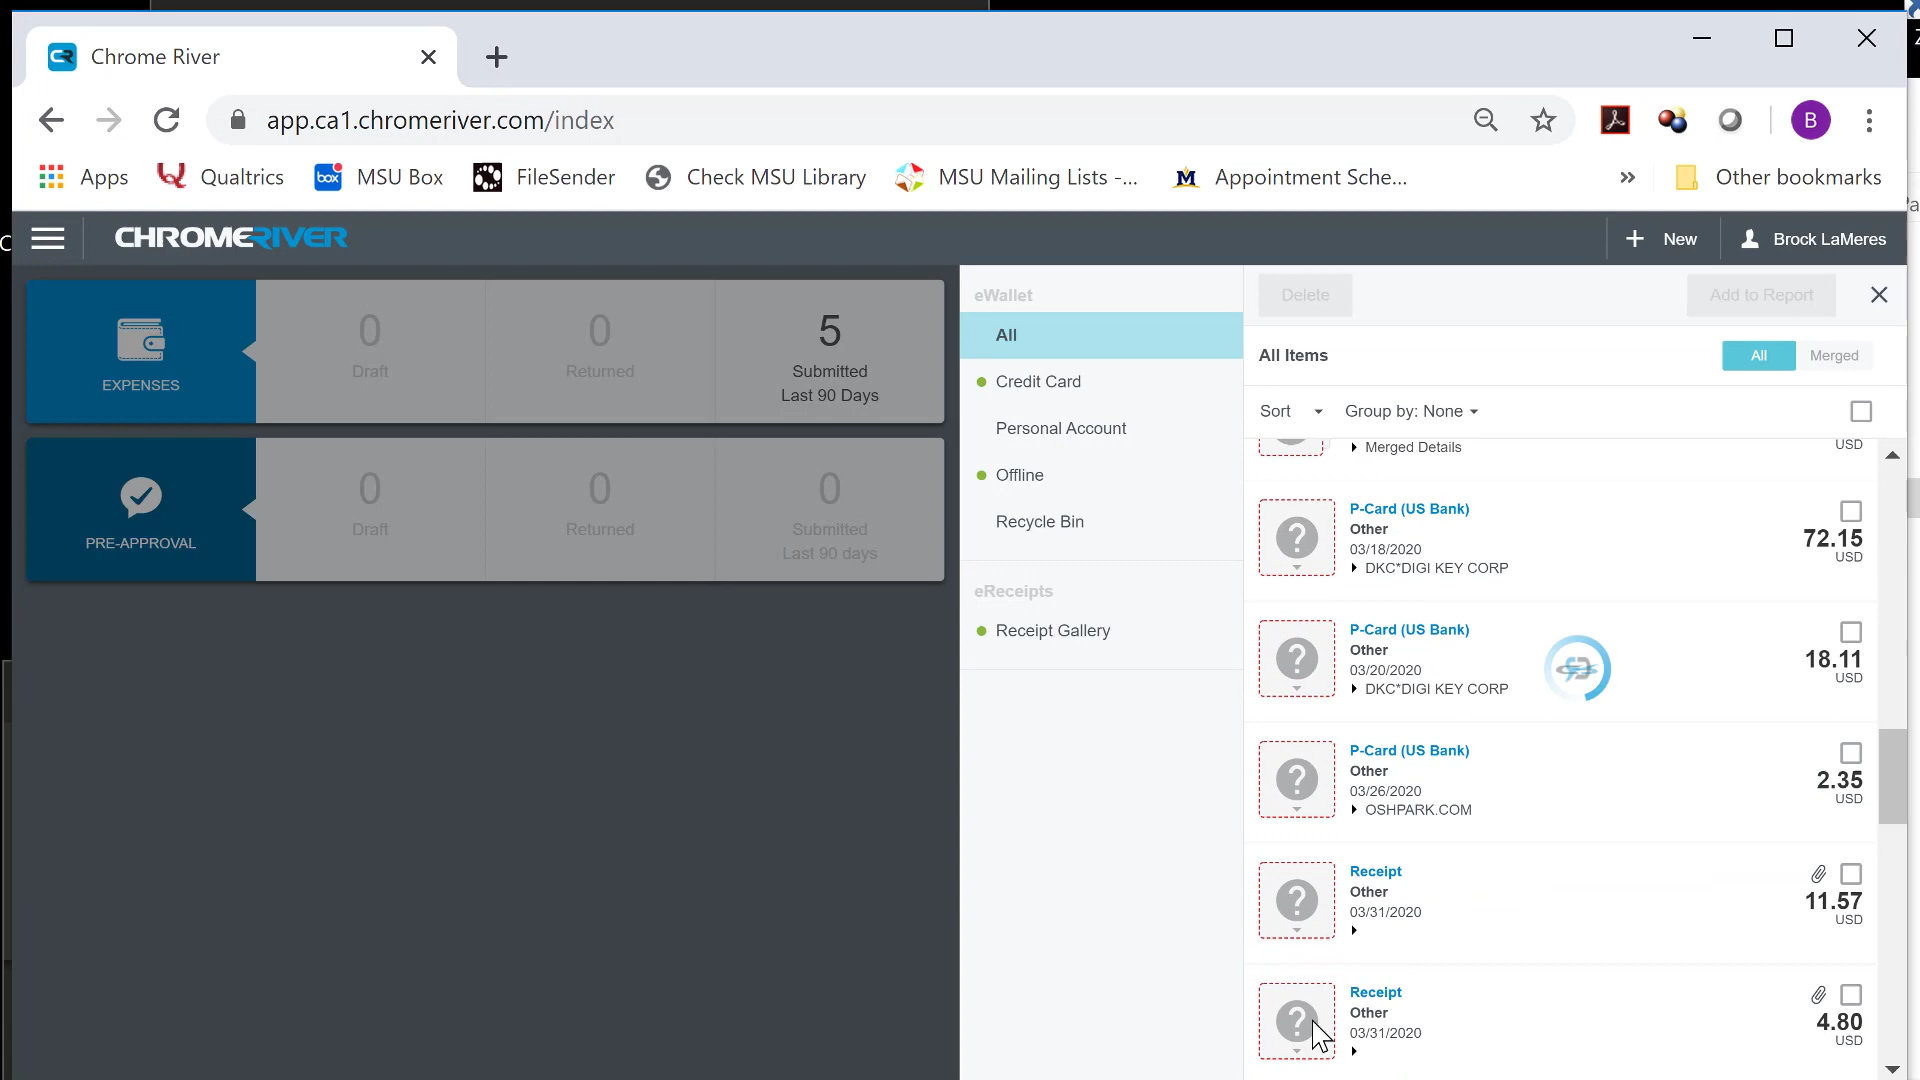 Chrome River
app.ca1.chromeriver.com/index
B
Apps
Qualtrics
box
MSU Box
FileSender
Check MSU Library
MSU Mailing Lists -...
M
Appointment Sche...
»
Other bookmarks
CHROMERIVER
+ New
Brock LaMeres
EXPENSES
0
Draft
0
Returned
5
Submitted
Last 90 Days
PRE-APPROVAL
0
Draft
0
Returned
0
Submitted
Last 90 days
eWallet
All
Credit Card
Personal Account
Offline
Recycle Bin
eReceipts
Receipt Gallery
Delete
Add to Report
All Items
All
Merged
Sort
Group by: None
Merged Details
USD
P-Card (US Bank)
Other
03/18/2020
DKC*DIGI KEY CORP
72.15
USD
P-Card (US Bank)
Other
03/20/2020
DKC*DIGI KEY CORP
18.11
USD
P-Card (US Bank)
Other
03/26/2020
OSHPARK.COM
2.35
USD
Receipt
Other
03/31/2020
11.57
USD
Receipt
Other
03/31/2020
4.80
USD